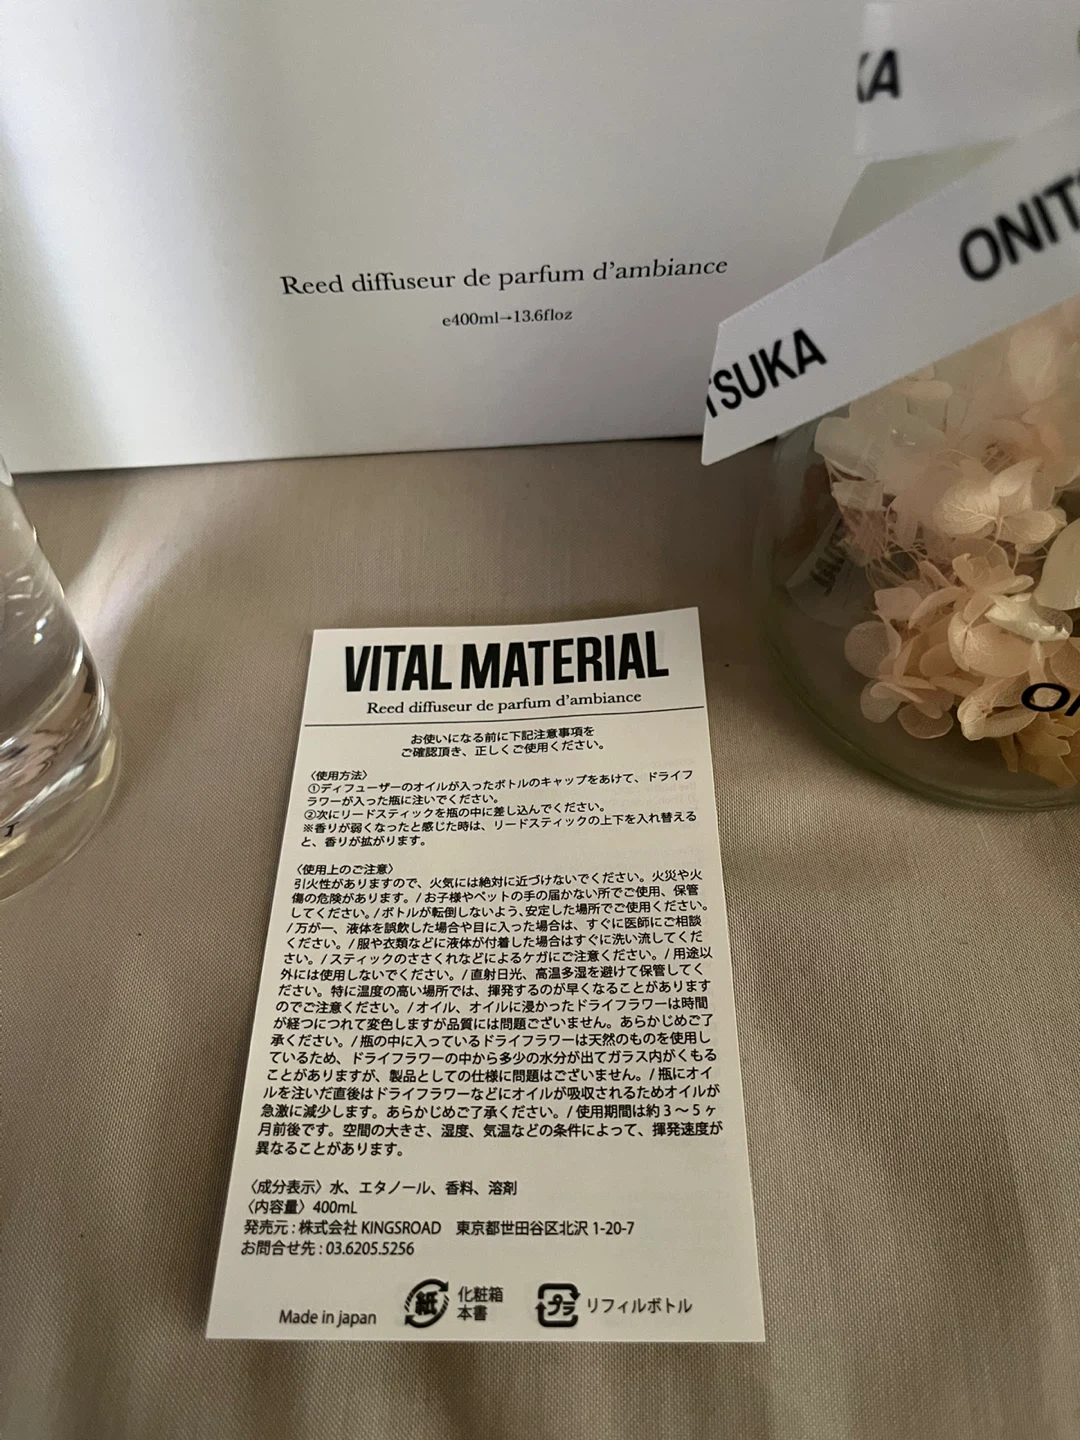 KA
ONIT
TSUKA
Reed diffuseur de parfum d'ambiance
e400ml→13.6floz
VITAL MATERIAL
Reed diffuseur de parfum d'ambiance
お使いになる前に下記注意事項を
ご確認頂き、正しくご使用ください。
〈使用方法〉
①ディフューザーのオイルが入ったボトルのキャップをあけて、ドライフ
ラワーが入った瓶に注いでください。
②次にリードスティックを瓶の中に差し込んでください。
※香りが弱くなったと感じた時は、リードスティックの上下を入れ替える
と、香りが拡がります。
〈使用上のご注意〉
引火性がありますので、火気には絶対に近づけないでください。火災や火
傷の危険があります。/ お子様やペットの手の届かない所でご使用、保管
してください。/ ボトルが転倒しないよう、安定した場所でご使用ください。
/ 万が一、液体を誤飲した場合や目に入った場合は、すぐに医師にご相談
ください。/ 服や衣類などに液体が付着した場合はすぐに洗い流してくだ
さい。/ スティックのささくれなどによるケガにご注意ください。/ 用途以
外には使用しないでください。/ 直射日光、高温多湿を避けて保管してく
ださい。特に温度の高い場所では、揮発するのが早くなることがあります
のでご注意ください。/ オイル、オイルに浸かったドライフラワーは時間
が経つにつれて変色しますが品質には問題ございません。あらかじめご了
承ください。/ 瓶の中に入っているドライフラワーは天然のものを使用し
ているため、ドライフラワーの中から多少の水分が出てガラス内がくもる
ことがありますが、製品としての仕様に問題はございません。/ 瓶にオイ
ルを注いだ直後はドライフラワーなどにオイルが吸収されるためオイルが
急激に減少します。あらかじめご了承ください。/ 使用期間は約 3 〜 5 ヶ
月前後です。空間の大きさ、湿度、気温などの条件によって、揮発速度が
異なることがあります。
〈成分表示〉水、エタノール、香料、溶剤
〈内容量〉400mL
発売元 : 株式会社 KINGSROAD 東京都世田谷区北沢 1-20-7
お問合せ先 : 03.6205.5256
Made in japan
紙
化粧箱
本書
プラ
リフィルボトル